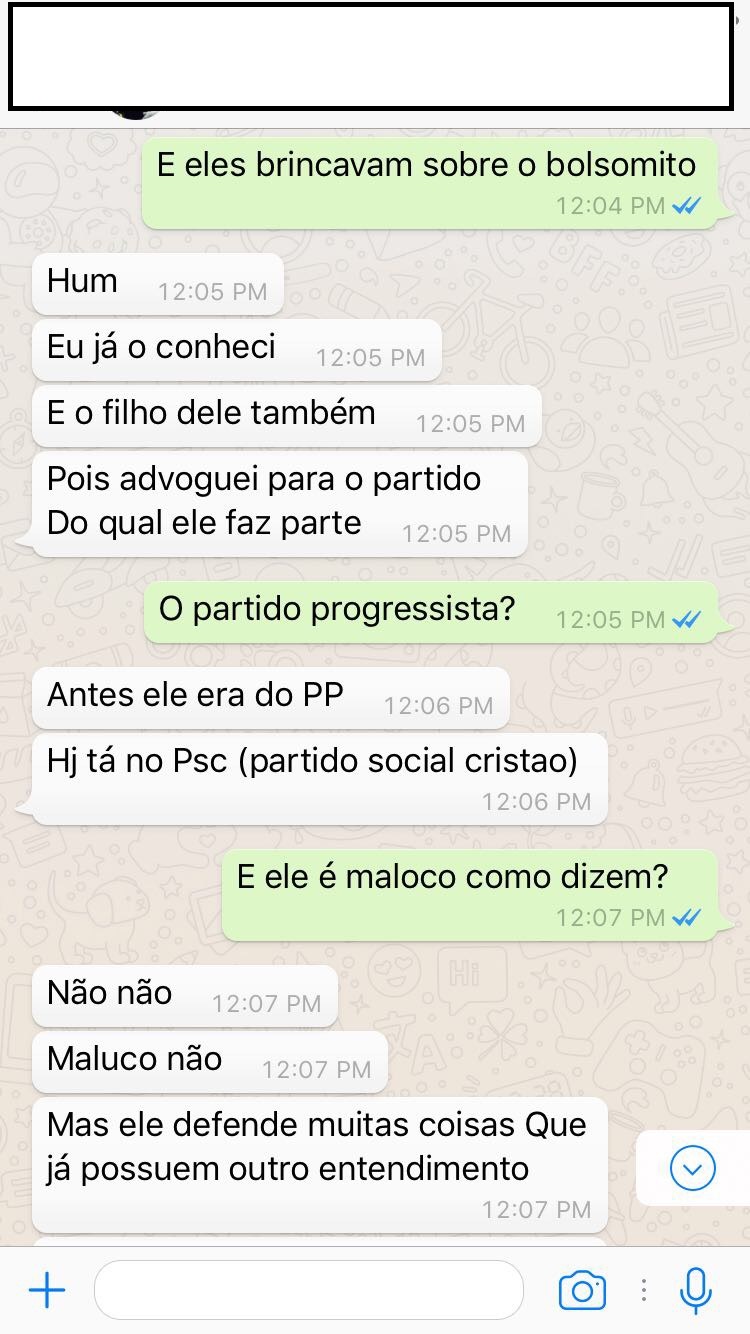 E eles brincavam sobre o bolsomito
12:04 PM
Hum 12:05 PM
Eu já o conheci 12:05 PM
E o filho dele também 12:05 PM
Pois advoguei para o partido
Do qual ele faz parte 12:05 PM
O partido progressista? 12:05 PM
Antes ele era do PP 12:06 PM
Hj tá no Psc (partido social cristao)
12:06 PM
E ele é maloco como dizem?
12:07 PM
Não não 12:07 PM
Maluco não 12:07 PM
Mas ele defende muitas coisas Que
já possuem outro entendimento
12:07 PM